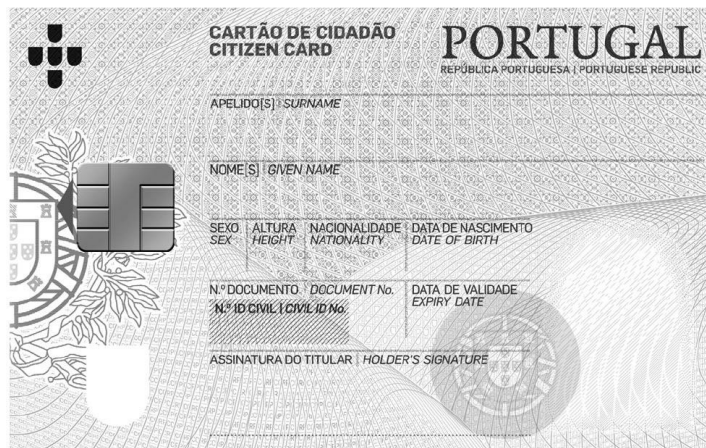 CARTÃO DE CIDADÃO
CITIZEN CARD
PORTUGAL
REPÚBLICA PORTUGUESA | PORTUGUESE REPUBLIC
APELIDO[S] | SURNAME
NOME[S] | GIVEN NAME
SEXO ALTURA NACIONALIDADE DATA DE NASCIMENTO
SEX HEIGHT NATIONALITY DATE OF BIRTH
N.º DOCUMENTO | DOCUMENT No. DATA DE VALIDADE
N.º ID CIVIL | CIVIL ID No. EXPIRY DATE
ASSINATURA DO TITULAR | HOLDER'S SIGNATURE